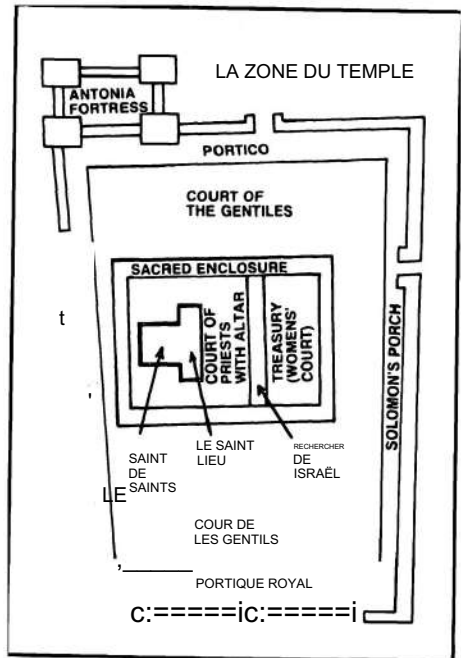 LA ZONE DU TEMPLE
ANTONIA
FORTRESS
PORTICO
COURT OF
THE GENTILES
SACRED ENCLOSURE
COURT OF
PRIESTS
WITH ALTAR
TREASURY
(WOMENS'
COURT)
SOLOMON'S PORCH
t
'
SAINT
DE
SAINTS
LE
LE SAINT
LIEU
RECHERCHER
DE
ISRAËL
COUR DE
LES GENTILS
,______
PORTIQUE ROYAL
c:=====ic:=====i